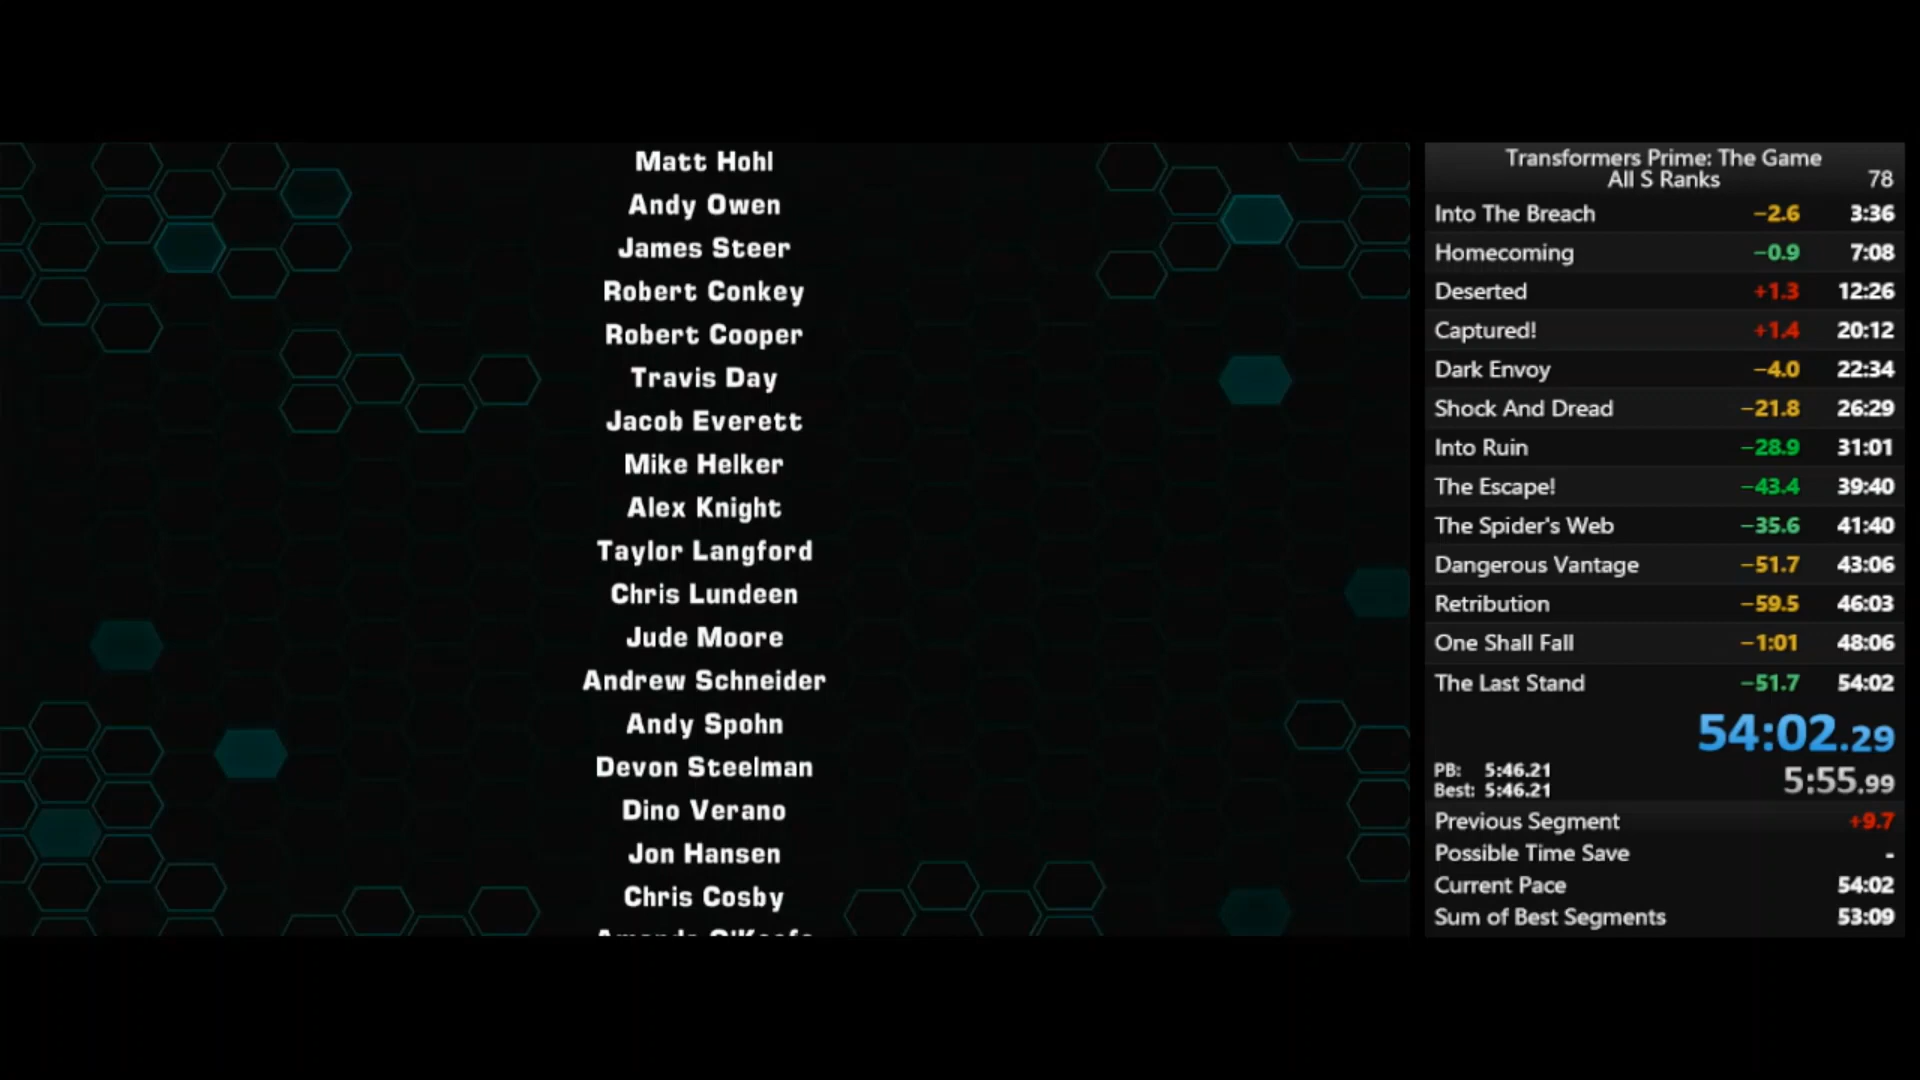 Matt Hohl
Andy Owen
James Steer
Robert Conkey
Robert Cooper
Travis Day
Jacob Everett
Mike Helker
Alex Knight
Taylor Langford
Chris Lundeen
Jude Moore
Andrew Schneider
Andy Spohn
Devon Steelman
Dino Verano
Jon Hansen
Chris Cosby
Transformers Prime: The Game
All S Ranks 78
Into The Breach −2.6 3:36
Homecoming −0.9 7:08
Deserted +1.3 12:26
Captured! +1.4 20:12
Dark Envoy −4.0 22:34
Shock And Dread −21.8 26:29
Into Ruin −28.9 31:01
The Escape! −43.4 39:40
The Spider's Web −35.6 41:40
Dangerous Vantage −51.7 43:06
Retribution −59.5 46:03
One Shall Fall −1:01 48:06
The Last Stand −51.7 54:02
54:02.29
PB: 5:46.21
Best: 5:46.21
5:55.99
Previous Segment +9.7
Possible Time Save -
Current Pace 54:02
Sum of Best Segments 53:09